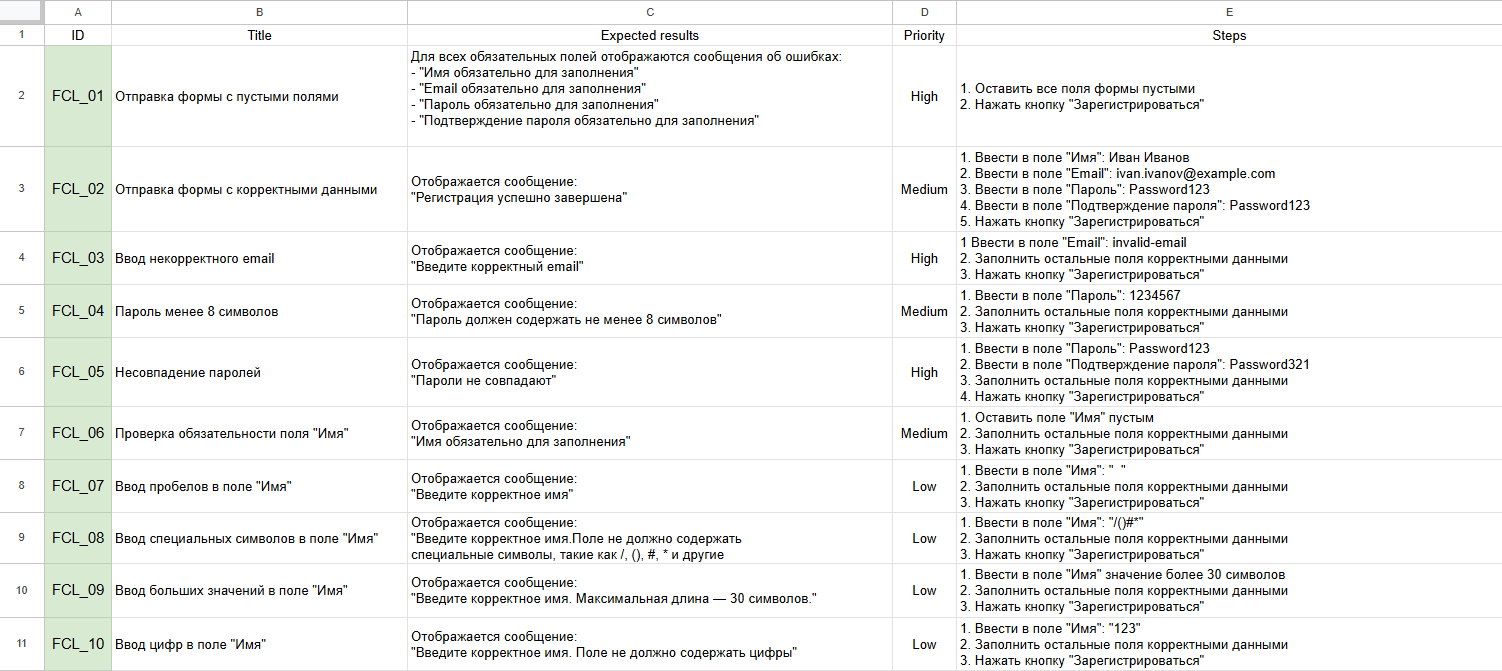 A B C D E
1 ID Title Expected results Priority Steps
2 FCL_01 Отправка формы с пустыми полями
Для всех обязательных полей отображаются сообщения об ошибках:
- "Имя обязательно для заполнения"
- "Email обязательно для заполнения"
- "Пароль обязательно для заполнения"
- "Подтверждение пароля обязательно для заполнения"
High
1. Оставить все поля формы пустыми
2. Нажать кнопку "Зарегистрироваться"
3 FCL_02 Отправка формы с корректными данными
Отображается сообщение:
"Регистрация успешно завершена"
Medium
1. Ввести в поле "Имя": Иван Иванов
2. Ввести в поле "Email": ivan.ivanov@example.com
3. Ввести в поле "Пароль": Password123
4. Ввести в поле "Подтверждение пароля": Password123
5. Нажать кнопку "Зарегистрироваться"
4 FCL_03 Ввод некорректного email
Отображается сообщение:
"Введите корректный email"
High
1 Ввести в поле "Email": invalid-email
2. Заполнить остальные поля корректными данными
3. Нажать кнопку "Зарегистрироваться"
5 FCL_04 Пароль менее 8 символов
Отображается сообщение:
"Пароль должен содержать не менее 8 символов"
Medium
1. Ввести в поле "Пароль": 1234567
2. Заполнить остальные поля корректными данными
3. Нажать кнопку "Зарегистрироваться"
6 FCL_05 Несовпадение паролей
Отображается сообщение:
"Пароли не совпадают"
High
1. Ввести в поле "Пароль": Password123
2. Ввести в поле "Подтверждение пароля": Password321
3. Заполнить остальные поля корректными данными
4. Нажать кнопку "Зарегистрироваться"
7 FCL_06 Проверка обязательности поля "Имя"
Отображается сообщение:
"Имя обязательно для заполнения"
Medium
1. Оставить поле "Имя" пустым
2. Заполнить остальные поля корректными данными
3. Нажать кнопку "Зарегистрироваться"
8 FCL_07 Ввод пробелов в поле "Имя"
Отображается сообщение:
"Введите корректное имя"
Low
1. Ввести в поле "Имя": "  "
2. Заполнить остальные поля корректными данными
3. Нажать кнопку "Зарегистрироваться"
9 FCL_08 Ввод специальных символов в поле "Имя"
Отображается сообщение:
"Введите корректное имя.Поле не должно содержать
специальные символы, такие как /, (), #, * и другие
Low
1. Ввести в поле "Имя": "/()#*"
2. Заполнить остальные поля корректными данными
3. Нажать кнопку "Зарегистрироваться"
10 FCL_09 Ввод больших значений в поле "Имя"
Отображается сообщение:
"Введите корректное имя. Максимальная длина — 30 символов."
Low
1. Ввести в поле "Имя" значение более 30 символов
2. Заполнить остальные поля корректными данными
3. Нажать кнопку "Зарегистрироваться"
11 FCL_10 Ввод цифр в поле "Имя"
Отображается сообщение:
"Введите корректное имя. Поле не должно содержать цифры"
Low
1. Ввести в поле "Имя": "123"
2. Заполнить остальные поля корректными данными
3. Нажать кнопку "Зарегистрироваться"